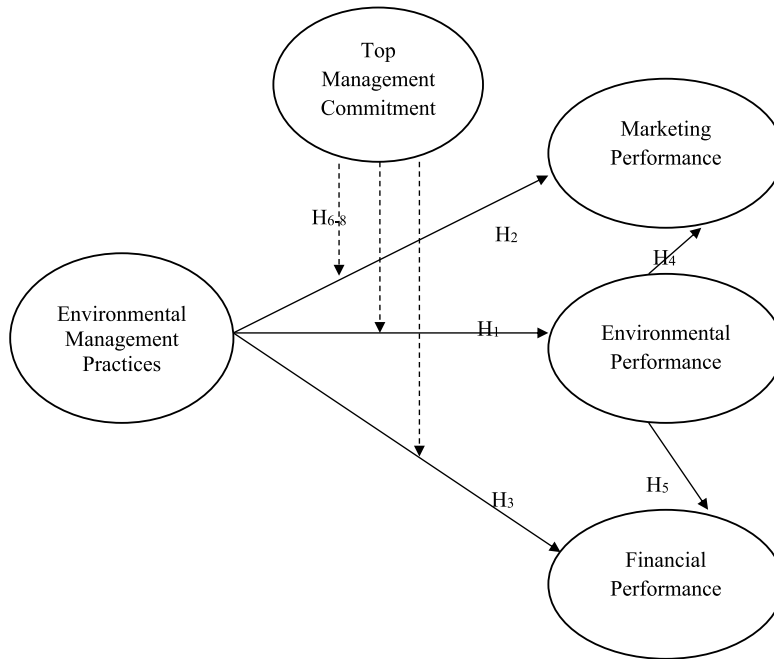 Top
Management
Commitment
Marketing
Performance
H6-8
H2
H4
Environmental
Management
Practices
H1
Environmental
Performance
H3
H5
Financial
Performance